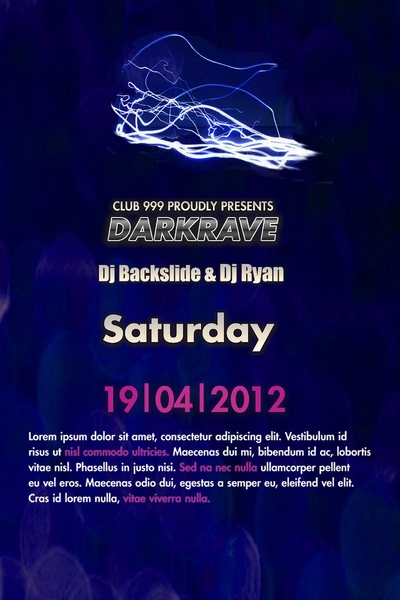 CLUB 999 PROUDLY PRESENTS
DARKRAVE
Dj Backslide & Dj Ryan
Saturday
19|04|2012
Lorem ipsum dolor sit amet, consectetur adipiscing elit. Vestibulum id
risus ut nisl commodo ultricies. Maecenas dui mi, bibendum id ac, lobortis
vitae nisl. Phasellus in justo nisi. Sed na nec nulla ullamcorper pellent
eu vel eros. Maecenas odio dui, egestas a semper eu, eleifend vel elit.
Cras id lorem nulla, vitae viverra nulla.